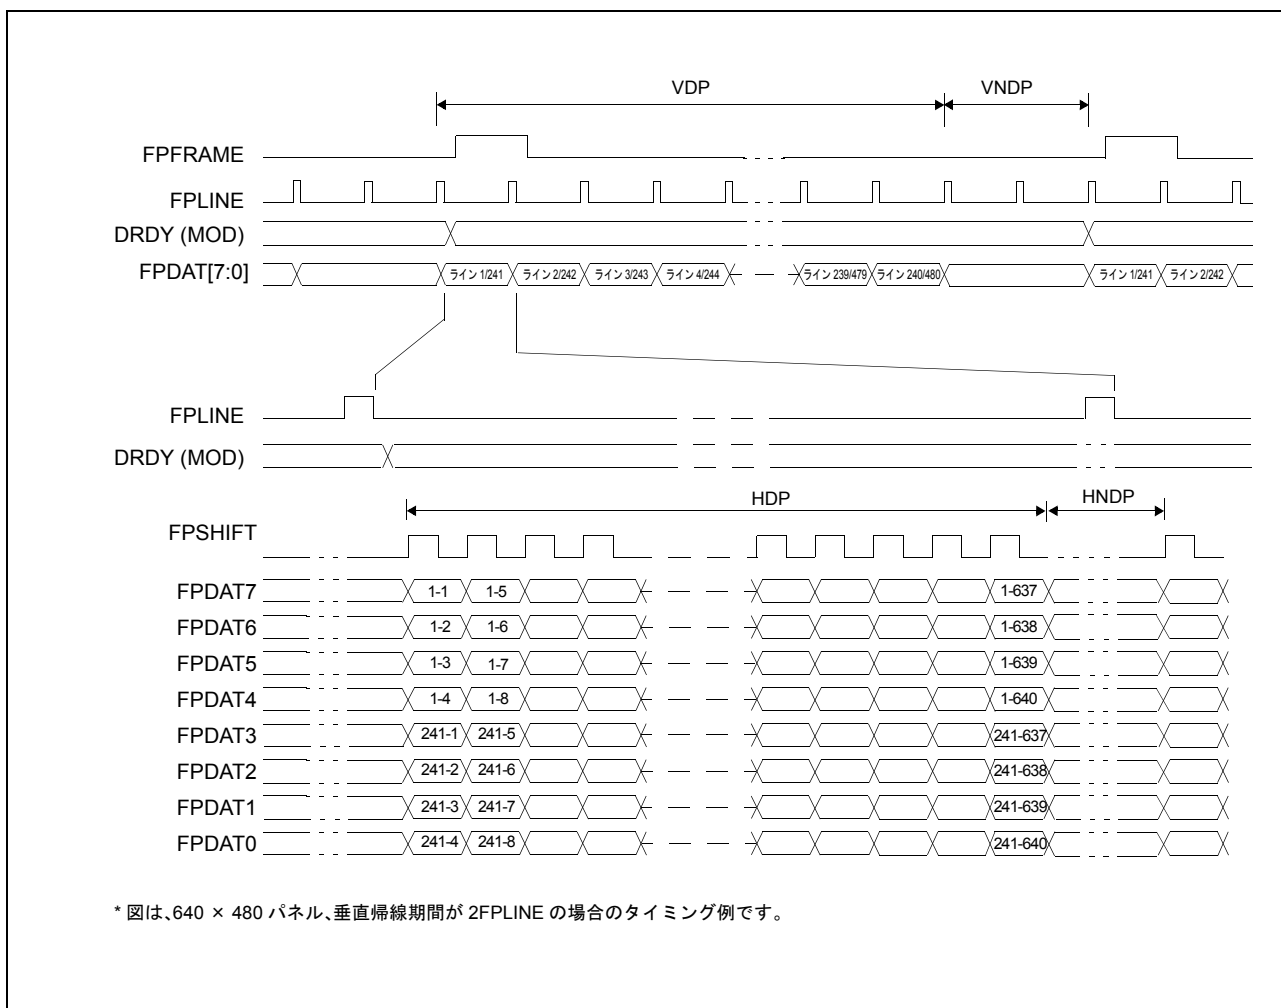 VDP VNDP
FPFRAME
FPLINE
DRDY (MOD)
FPDAT[7:0] ライン 1/241 ライン 2/242 ライン 3/243 ライン 4/244 ライン 239/479 ライン 240/480 ライン 1/241 ライン 2/242
FPLINE
DRDY (MOD)
HDP HNDP
FPSHIFT
FPDAT7 1-1 1-5 1-637
FPDAT6 1-2 1-6 1-638
FPDAT5 1-3 1-7 1-639
FPDAT4 1-4 1-8 1-640
FPDAT3 241-1 241-5 241-637
FPDAT2 241-2 241-6 241-638
FPDAT1 241-3 241-7 241-639
FPDAT0 241-4 241-8 241-640
* 図は、640 × 480 パネル、垂直帰線期間が 2FPLINE の場合のタイミング例です。